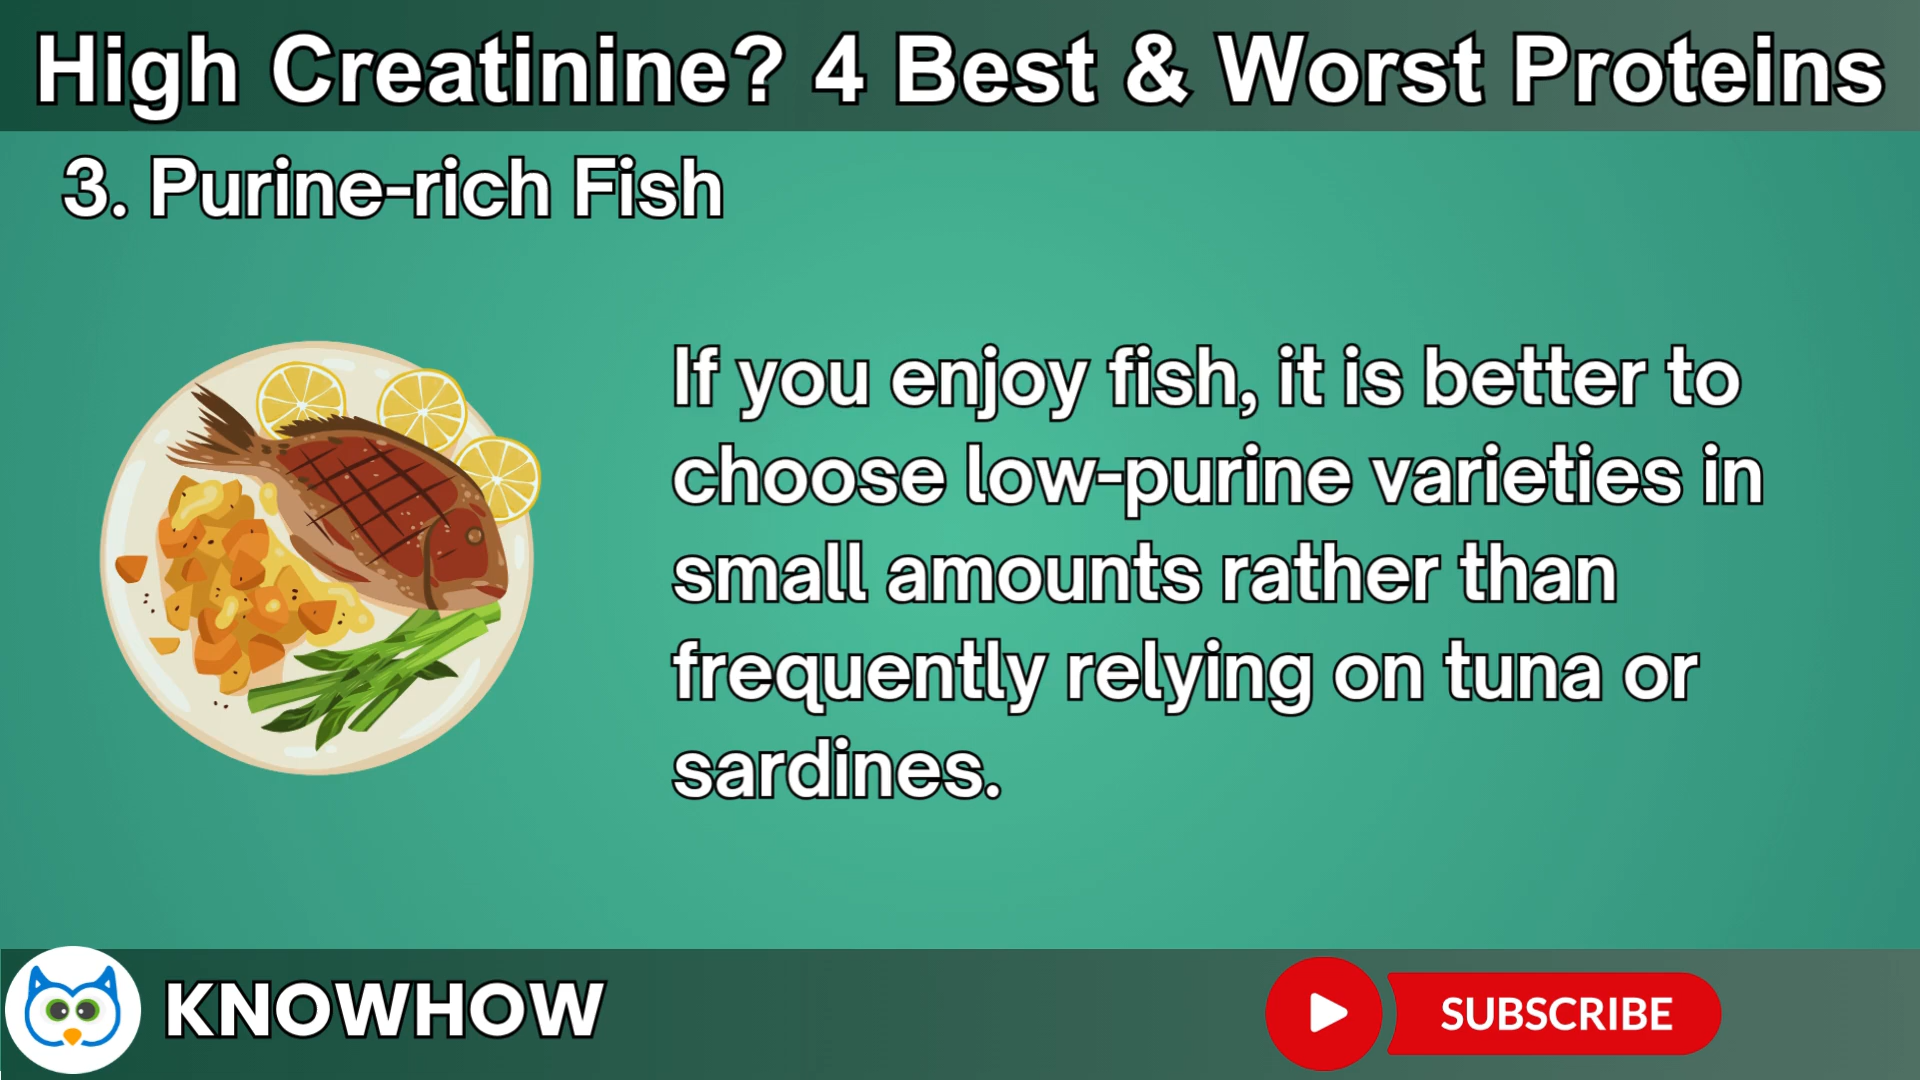 High Creatinine? 4 Best & Worst Proteins
3. Purine-rich Fish
If you enjoy fish, it is better to
choose low-purine varieties in
small amounts rather than
frequently relying on tuna or
sardines.
KNOWHOW
SUBSCRIBE